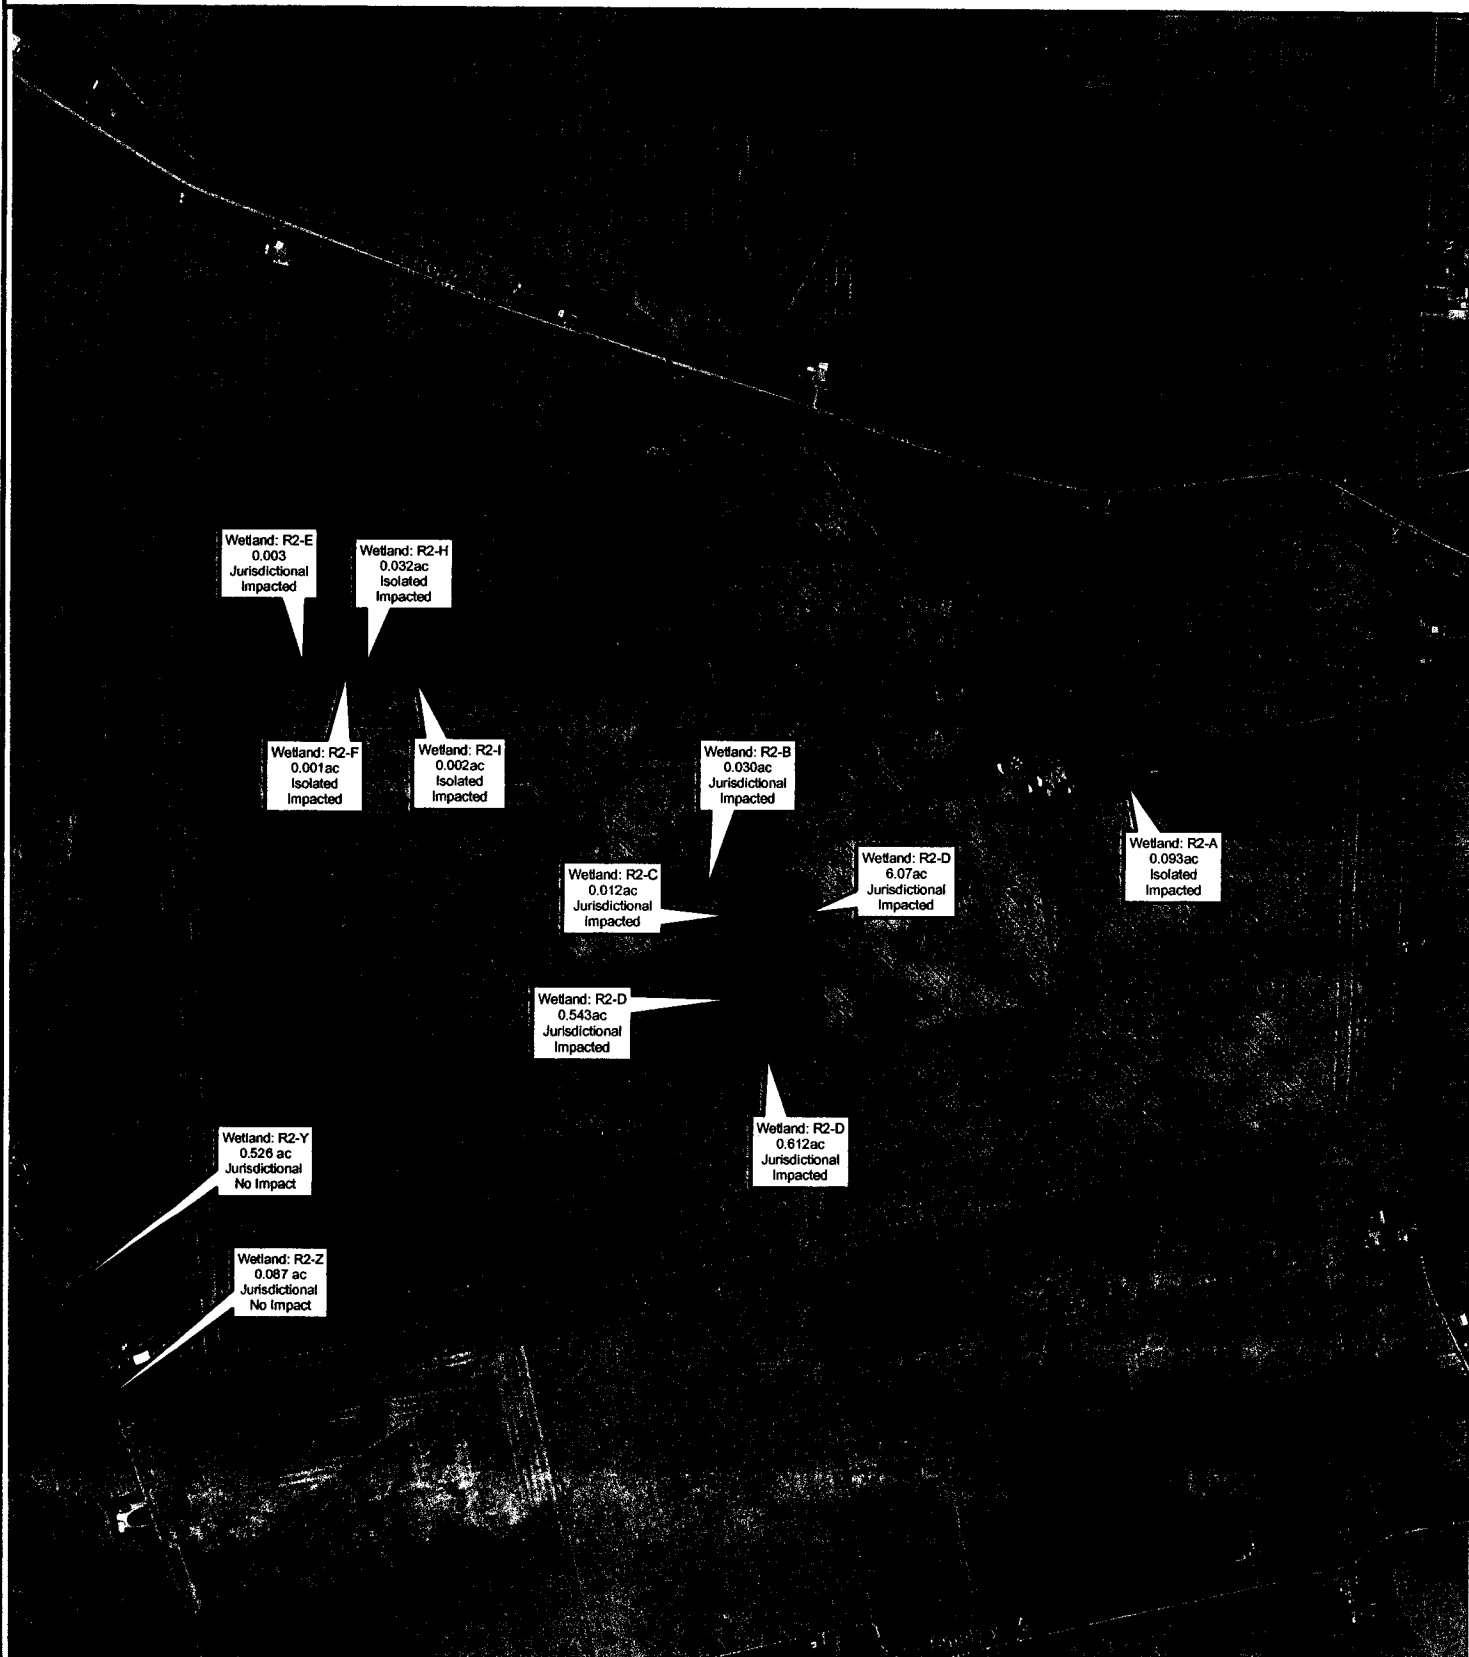 Wetland: R2-E
0.003
Jurisdictional
Impacted
Wetland: R2-H
0.032ac
Isolated
Impacted
Wetland: R2-F
0.001ac
Isolated
Impacted
Wetland: R2-I
0.002ac
Isolated
Impacted
Wetland: R2-B
0.030ac
Jurisdictional
Impacted
Wetland: R2-A
0.093ac
Isolated
Impacted
Wetland: R2-C
0.012ac
Jurisdictional
Impacted
Wetland: R2-D
6.07ac
Jurisdictional
Impacted
Wetland: R2-D
0.543ac
Jurisdictional
Impacted
Wetland: R2-D
0.612ac
Jurisdictional
Impacted
Wetland: R2-Y
0.526 ac
Jurisdictional
No Impact
Wetland: R2-Z
0.087 ac
Jurisdictional
No Impact